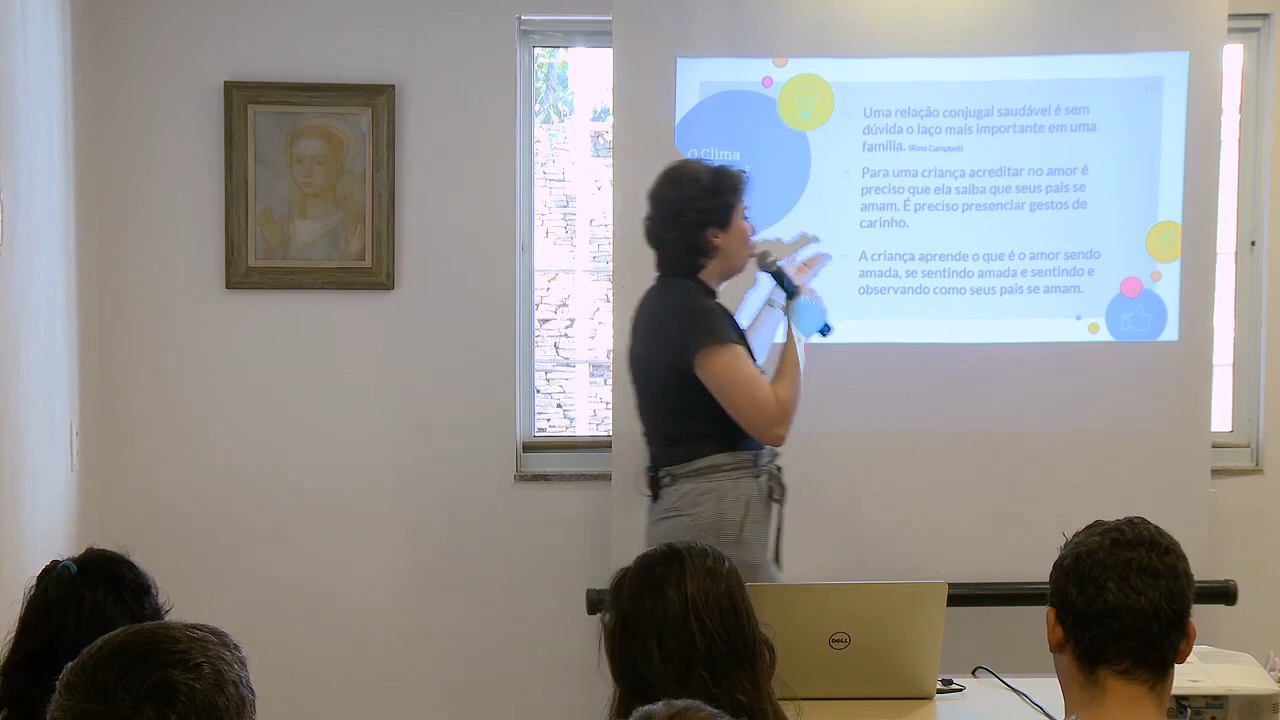 O Clima
Uma relação conjugal saudável é sem
dúvida o laço mais importante em uma
família. (Ross Campbell)
Para uma criança acreditar no amor é
preciso que ela saiba que seus pais se
amam. É preciso presenciar gestos de
carinho.
A criança aprende o que é o amor sendo
amada, se sentindo amada e sentindo e
observando como seus pais se amam.
DELL